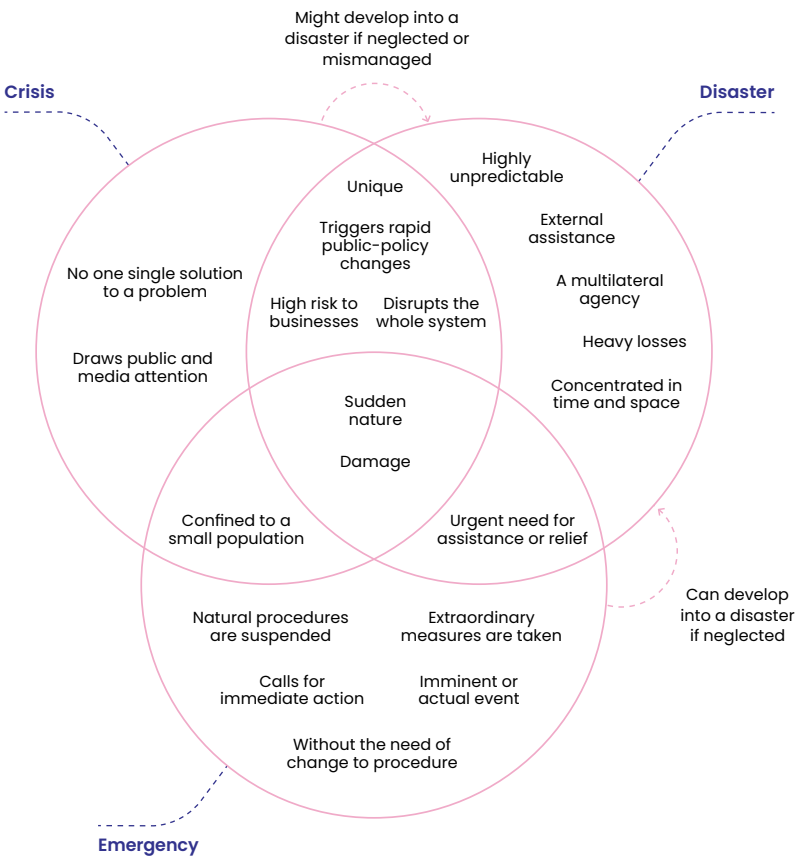 Might develop into a
disaster if neglected or
mismanaged
Crisis
Disaster
Highly
unpredictable
Unique
External
assistance
Triggers rapid
public-policy
changes
No one single solution
to a problem
A multilateral
agency
High risk to
businesses
Disrupts the
whole system
Heavy losses
Draws public and
media attention
Concentrated in
time and space
Sudden
nature
Damage
Confined to a
small population
Urgent need for
assistance or relief
Can develop
into a disaster
if neglected
Natural procedures
are suspended
Extraordinary
measures are taken
Calls for
immediate action
Imminent or
actual event
Without the need of
change to procedure
Emergency